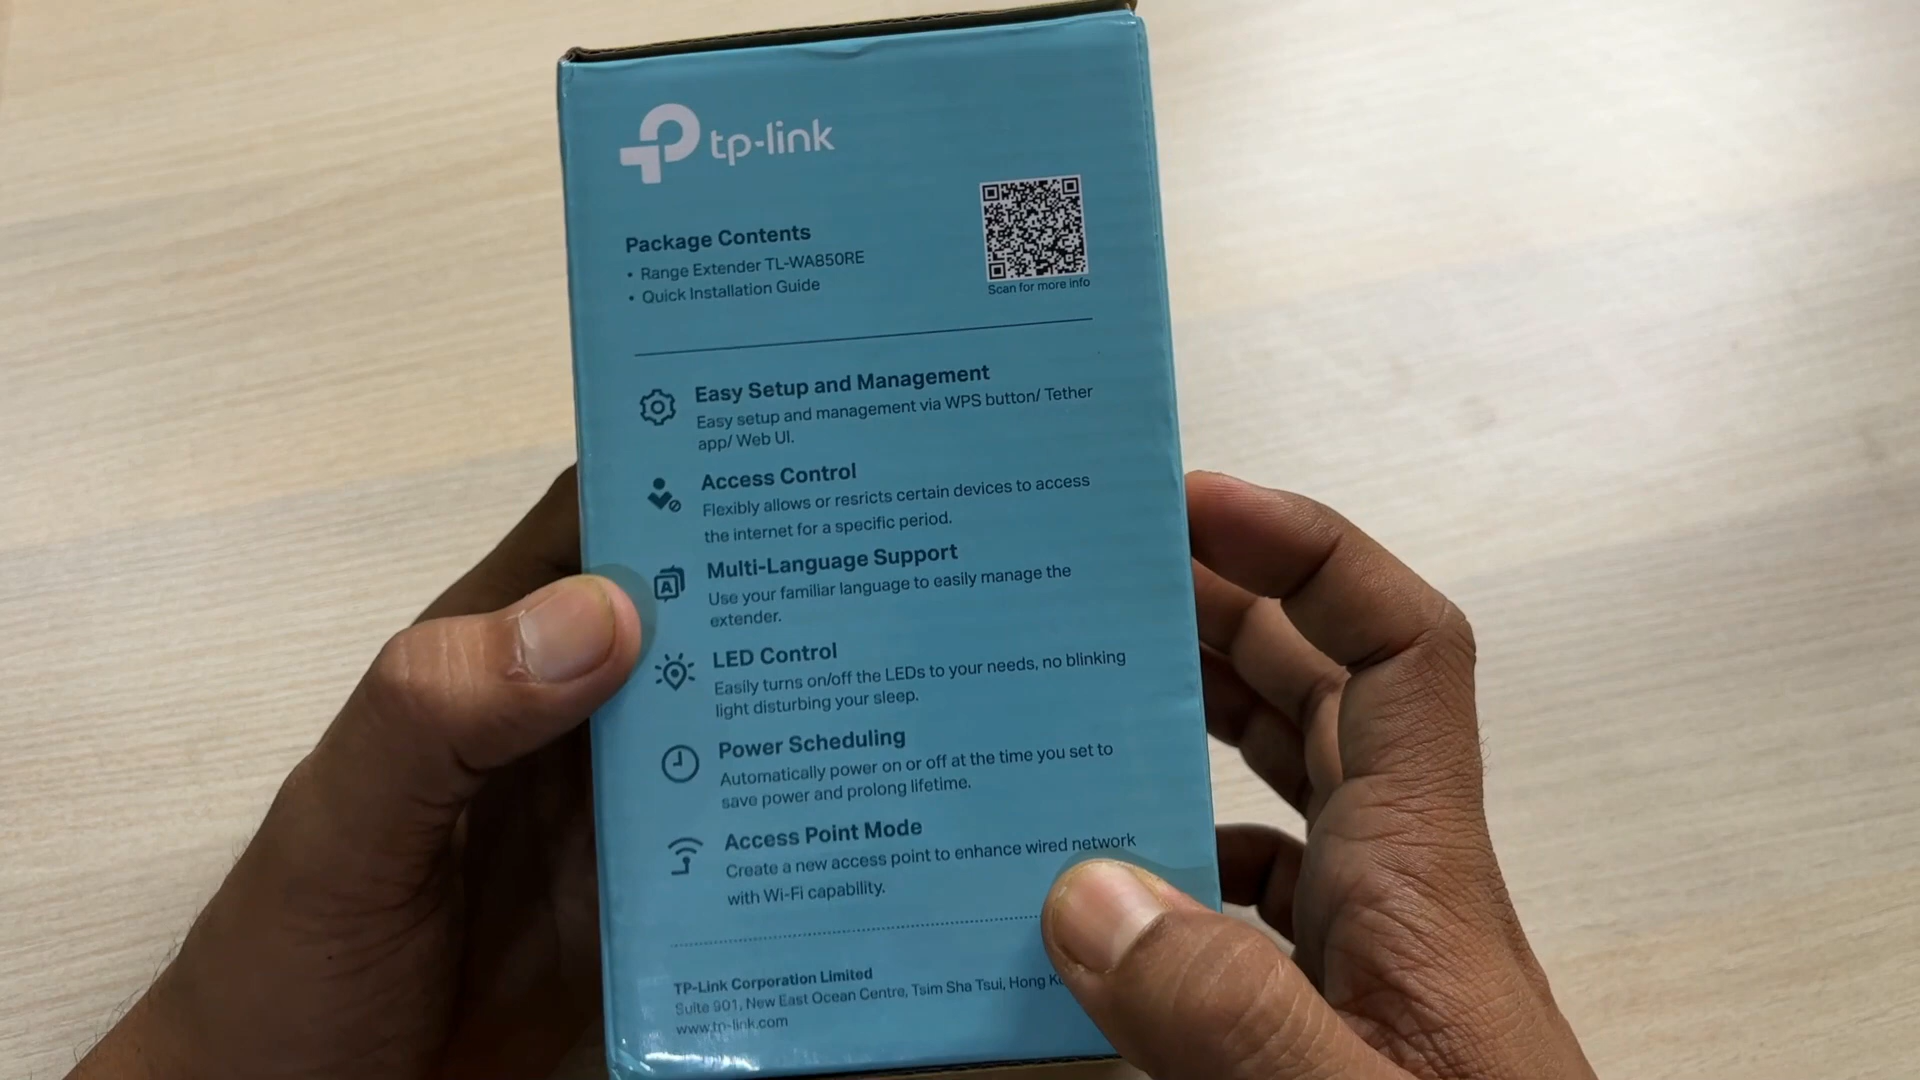 tp-link
Package Contents
• Range Extender TL-WA850RE
• Quick Installation Guide
Scan for more info
Easy Setup and Management
Easy setup and management via WPS button/ Tether
app/ Web UI.
Access Control
Flexibly allows or resricts certain devices to access
the internet for a specific period.
Multi-Language Support
Use your familiar language to easily manage the
extender.
LED Control
Easily turns on/off the LEDs to your needs, no blinking
light disturbing your sleep.
Power Scheduling
Automatically power on or off at the time you set to
save power and prolong lifetime.
Access Point Mode
Create a new access point to enhance wired network
with Wi-Fi capability.
TP-Link Corporation Limited
Suite 901, New East Ocean Centre, Tsim Sha Tsui, Hong
www.tp-link.com